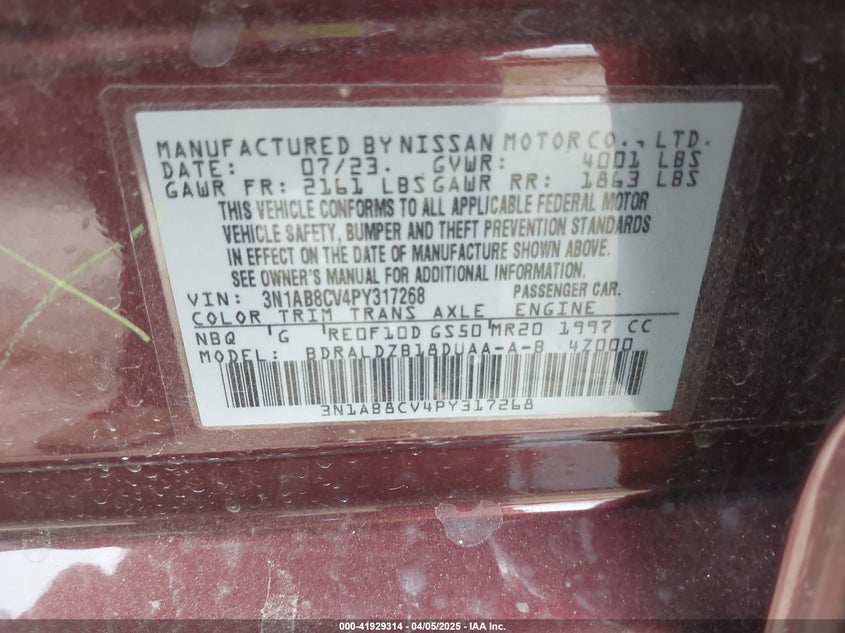 MANUFACTURED BY NISSAN MOTOR CO., LTD.
DATE: 07/23. GVWR: 4001 LBS
GAWR FR: 2161 LBS GAWR RR: 1863 LBS
THIS VEHICLE CONFORMS TO ALL APPLICABLE FEDERAL MOTOR
VEHICLE SAFETY, BUMPER AND THEFT PREVENTION STANDARDS
IN EFFECT ON THE DATE OF MANUFACTURE SHOWN ABOVE.
SEE OWNER'S MANUAL FOR ADDITIONAL INFORMATION.
VIN: 3N1AB8CV4PY317268 PASSENGER CAR.
COLOR TRIM TRANS AXLE ENGINE
NBQ G RE0F10D GS50 MR20 1997 CC
MODEL: BDRALDZB18DUAA-A-B 4Z000
3N1AB8CV4PY317268
000-41929314 - 04/05/2025 - IAA Inc.